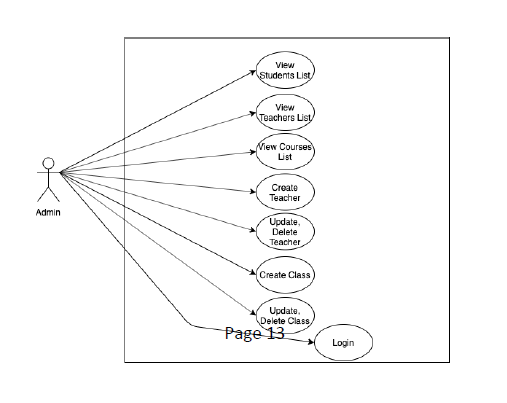 View
Students List
View
Teachers List
View Courses
List
Create
Teacher
Admin
Update,
Delete
Teacher
Create Class
Update,
Delete Class
Page 13
Login